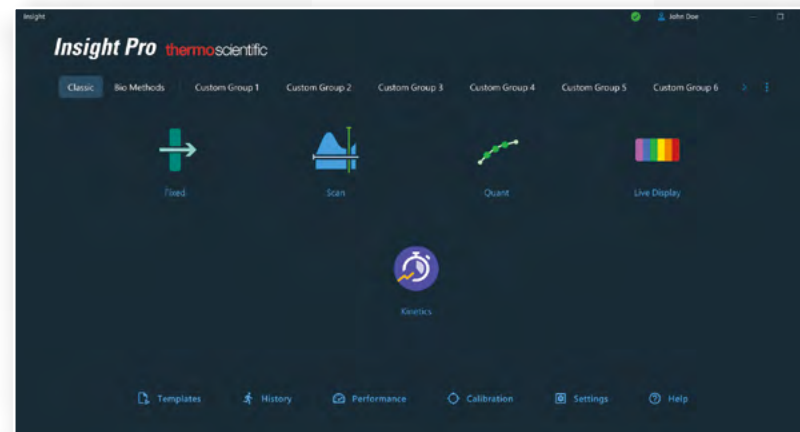 Insight John Doe
Insight Pro thermoscientific
Classic Bio Methods Custom Group 1 Custom Group 2 Custom Group 3 Custom Group 4 Custom Group 5 Custom Group 6
Fixed Scan Quant Live Display
Kinetics
Templates History Performance Calibration Settings Help